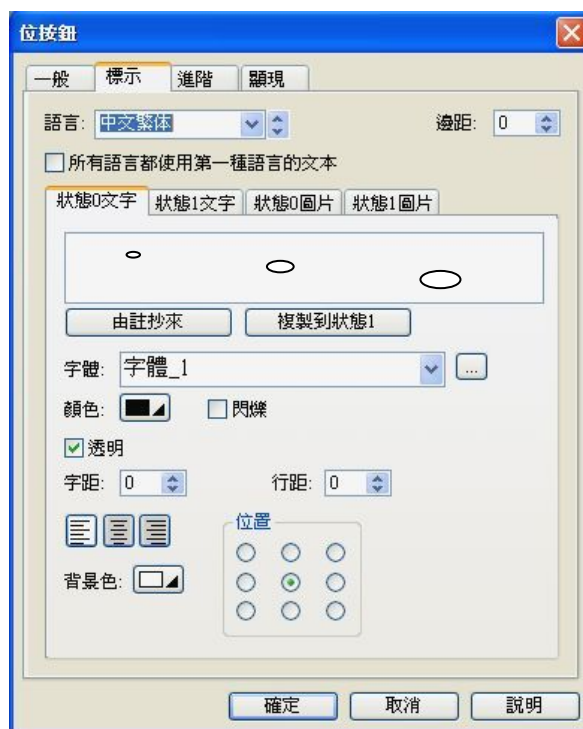 位按鈕
一般 標示 進階 顯現
語言: 中文繁体 邊距: 0
所有語言都使用第一種語言的文本
狀態0文字 狀態1文字 狀態0圖片 狀態1圖片
由註抄來 複製到狀態1
字體: 字體_1 ...
顏色: 閃爍
透明
字距: 0 行距: 0
位置
背景色:
確定 取消 說明